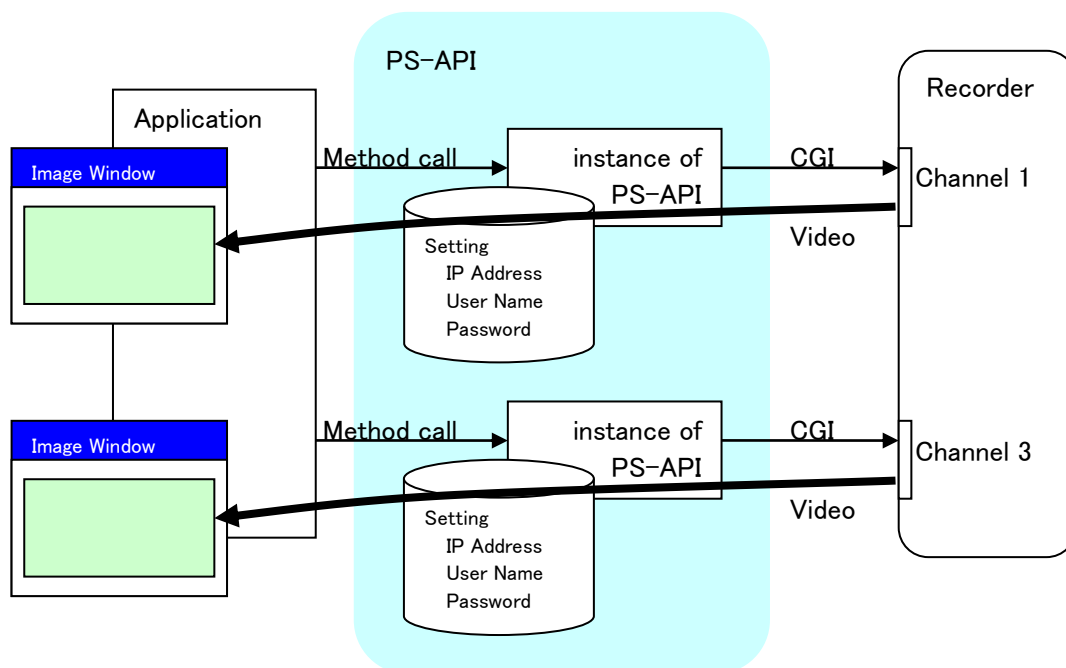 PS-API
Recorder
Application
Image Window
Method call
instance of
PS-API
CGI
Channel 1
Video
Setting
IP Address
User Name
Password
Image Window
Method call
instance of
PS-API
CGI
Channel 3
Video
Setting
IP Address
User Name
Password